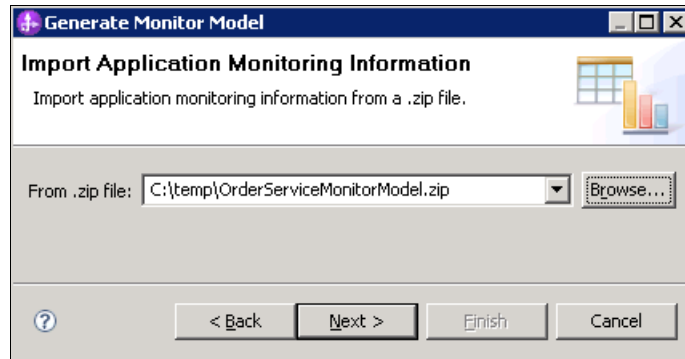 Generate Monitor Model
Import Application Monitoring Information
Import application monitoring information from a .zip file.
From .zip file: C:\temp\OrderServiceMonitorModel.zip Browse...
? < Back Next > Finish Cancel